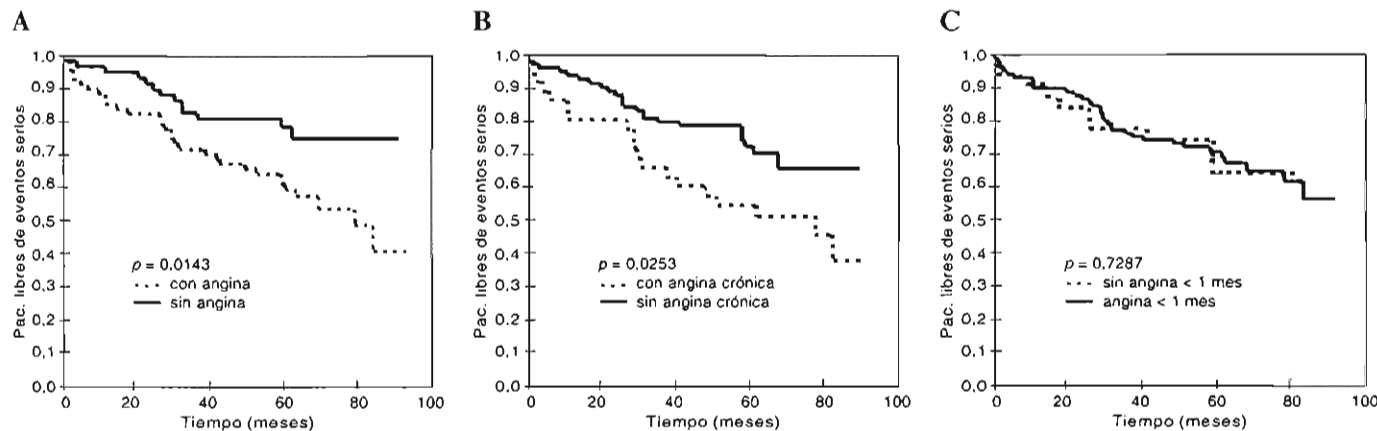 A
Pac. libres de eventos serios
1.0
0.9
0.8
0.7
0.6
0.5
0.4
0.3
0.2
0.1
0.0
p = 0.0143
con angina
sin angina
0 20 40 60 80 100
Tiempo (meses)
B
Pac. libres de eventos serios
1.0
0.9
0.8
0.7
0.6
0.5
0.4
0.3
0.2
0.1
0.0
p = 0.0253
con angina crónica
sin angina crónica
0 20 40 60 80 100
Tiempo (meses)
C
Pac. libres de eventos serios
1.0
0.9
0.8
0.7
0.6
0.5
0.4
0.3
0.2
0.1
0.0
p = 0.7287
sin angina < 1 mes
angina < 1 mes
0 20 40 60 80 100
Tiempo (meses)